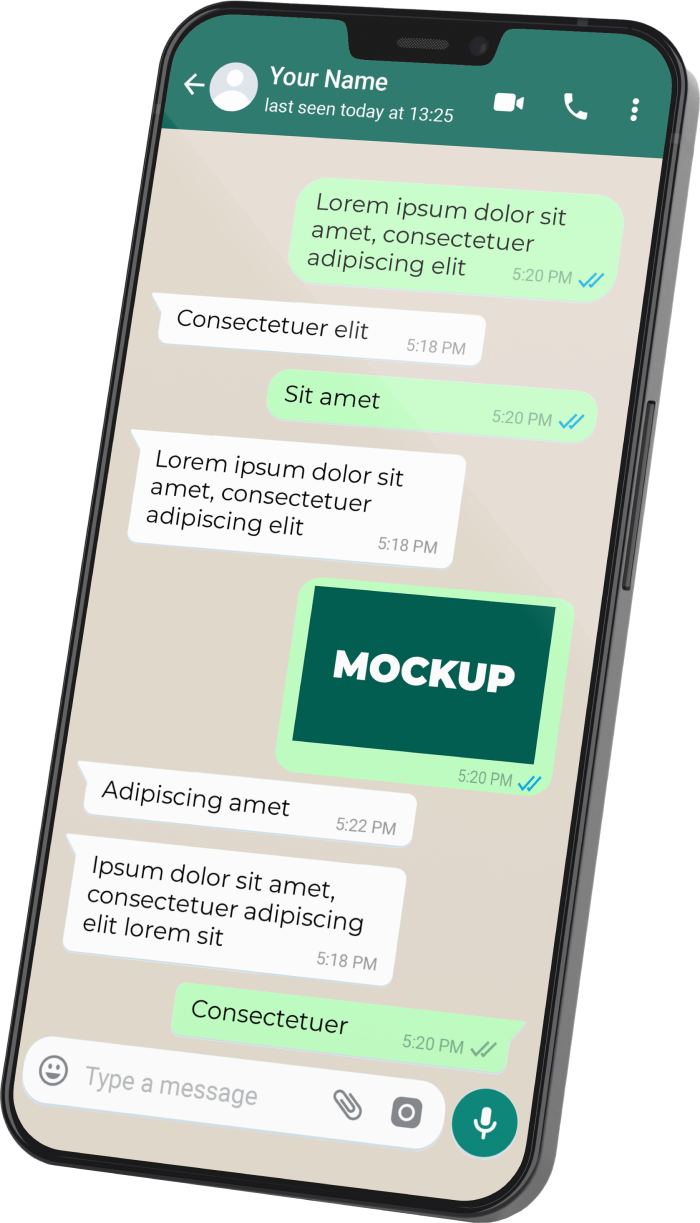 Your Name
last seen today at 13:25
Lorem ipsum dolor sit
amet, consectetuer
adipiscing elit
5:20 PM
Consectetuer elit
5:18 PM
Sit amet
5:20 PM
Lorem ipsum dolor sit
amet, consectetuer
adipiscing elit
5:18 PM
MOCKUP
5:20 PM
Adipiscing amet
5:22 PM
Ipsum dolor sit amet,
consectetuer adipiscing
elit lorem sit
5:18 PM
Consectetuer
5:20 PM
Type a message